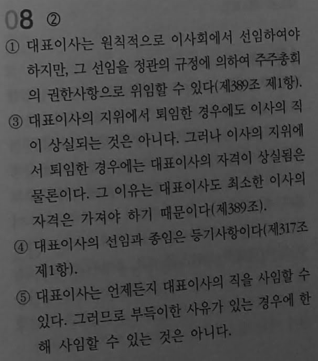 08 ②
① 대표이사는 원칙적으로 이사회에서 선임하여야
하지만, 그 선임을 정관의 규정에 의하여 주주총회
의 권한사항으로 위임할 수 있다(제389조 제1항).
③ 대표이사의 지위에서 퇴임한 경우에도 이사의 직
이 상실되는 것은 아니다. 그러나 이사의 지위에
서 퇴임한 경우에는 대표이사의 자격이 상실됨은
물론이다. 그 이유는 대표이사도 최소한 이사의
자격은 가져야 하기 때문이다(제389조).
④ 대표이사의 선임과 종임은 등기사항이다(제317조
제1항).
⑤ 대표이사는 언제든지 대표이사의 직을 사임할 수
있다. 그러므로 부득이한 사유가 있는 경우에 한
해 사임할 수 있는 것은 아니다.